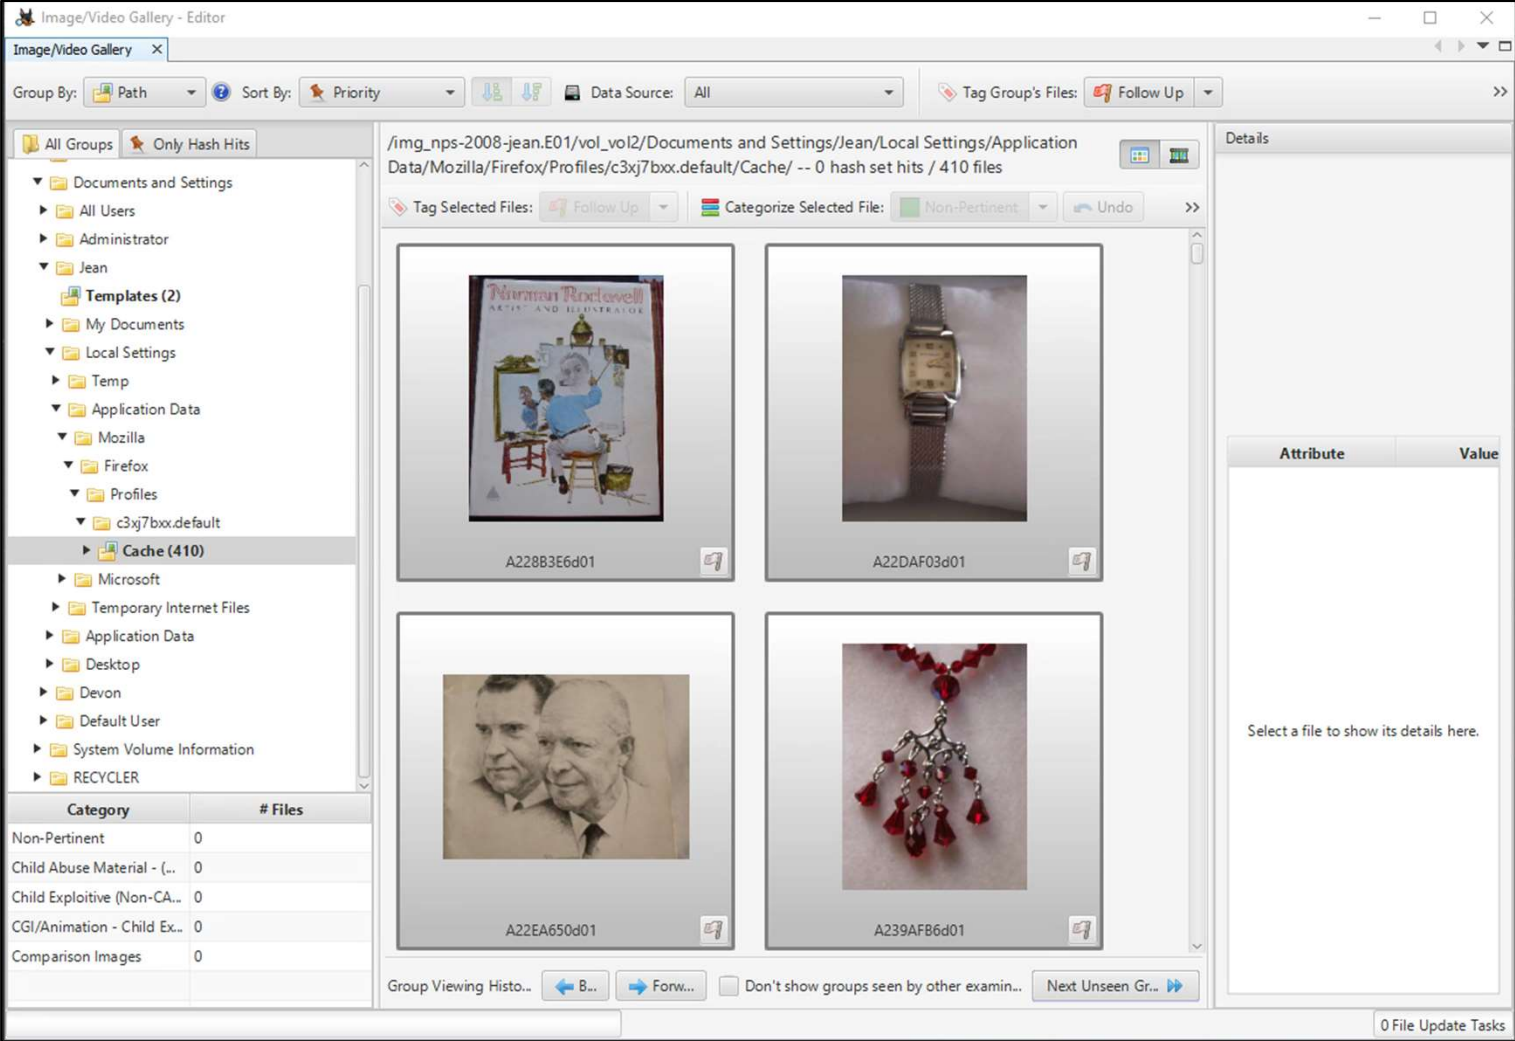 Image/Video Gallery - Editor
Image/Video Gallery
Group By: Path Sort By: Priority Data Source: All Tag Group's Files: Follow Up
All Groups Only Hash Hits
Documents and Settings
All Users
Administrator
Jean
Templates (2)
My Documents
Local Settings
Temp
Application Data
Mozilla
Firefox
Profiles
c3xj7bxx.default
Cache (410)
Microsoft
Temporary Internet Files
Application Data
Desktop
Devon
Default User
System Volume Information
RECYCLER
Category # Files
Non-Pertinent 0
Child Abuse Material - (... 0
Child Exploitive (Non-CA... 0
CGI/Animation - Child Ex... 0
Comparison Images 0
/img_nps-2008-jean.E01/vol_vol2/Documents and Settings/Jean/Local Settings/Application
Data/Mozilla/Firefox/Profiles/c3xj7bxx.default/Cache/ -- 0 hash set hits / 410 files
Tag Selected Files: Follow Up Categorize Selected File: Non-Pertinent Undo
Norman Rockwell
ARTIST AND ILLUSTRATOR
A228B3E6d01
A22DAF03d01
A22EA650d01
A239AFB6d01
Group Viewing Histo... B... Forw... Don't show groups seen by other examin... Next Unseen Gr...
Details
Attribute Value
Select a file to show its details here.
0 File Update Tasks